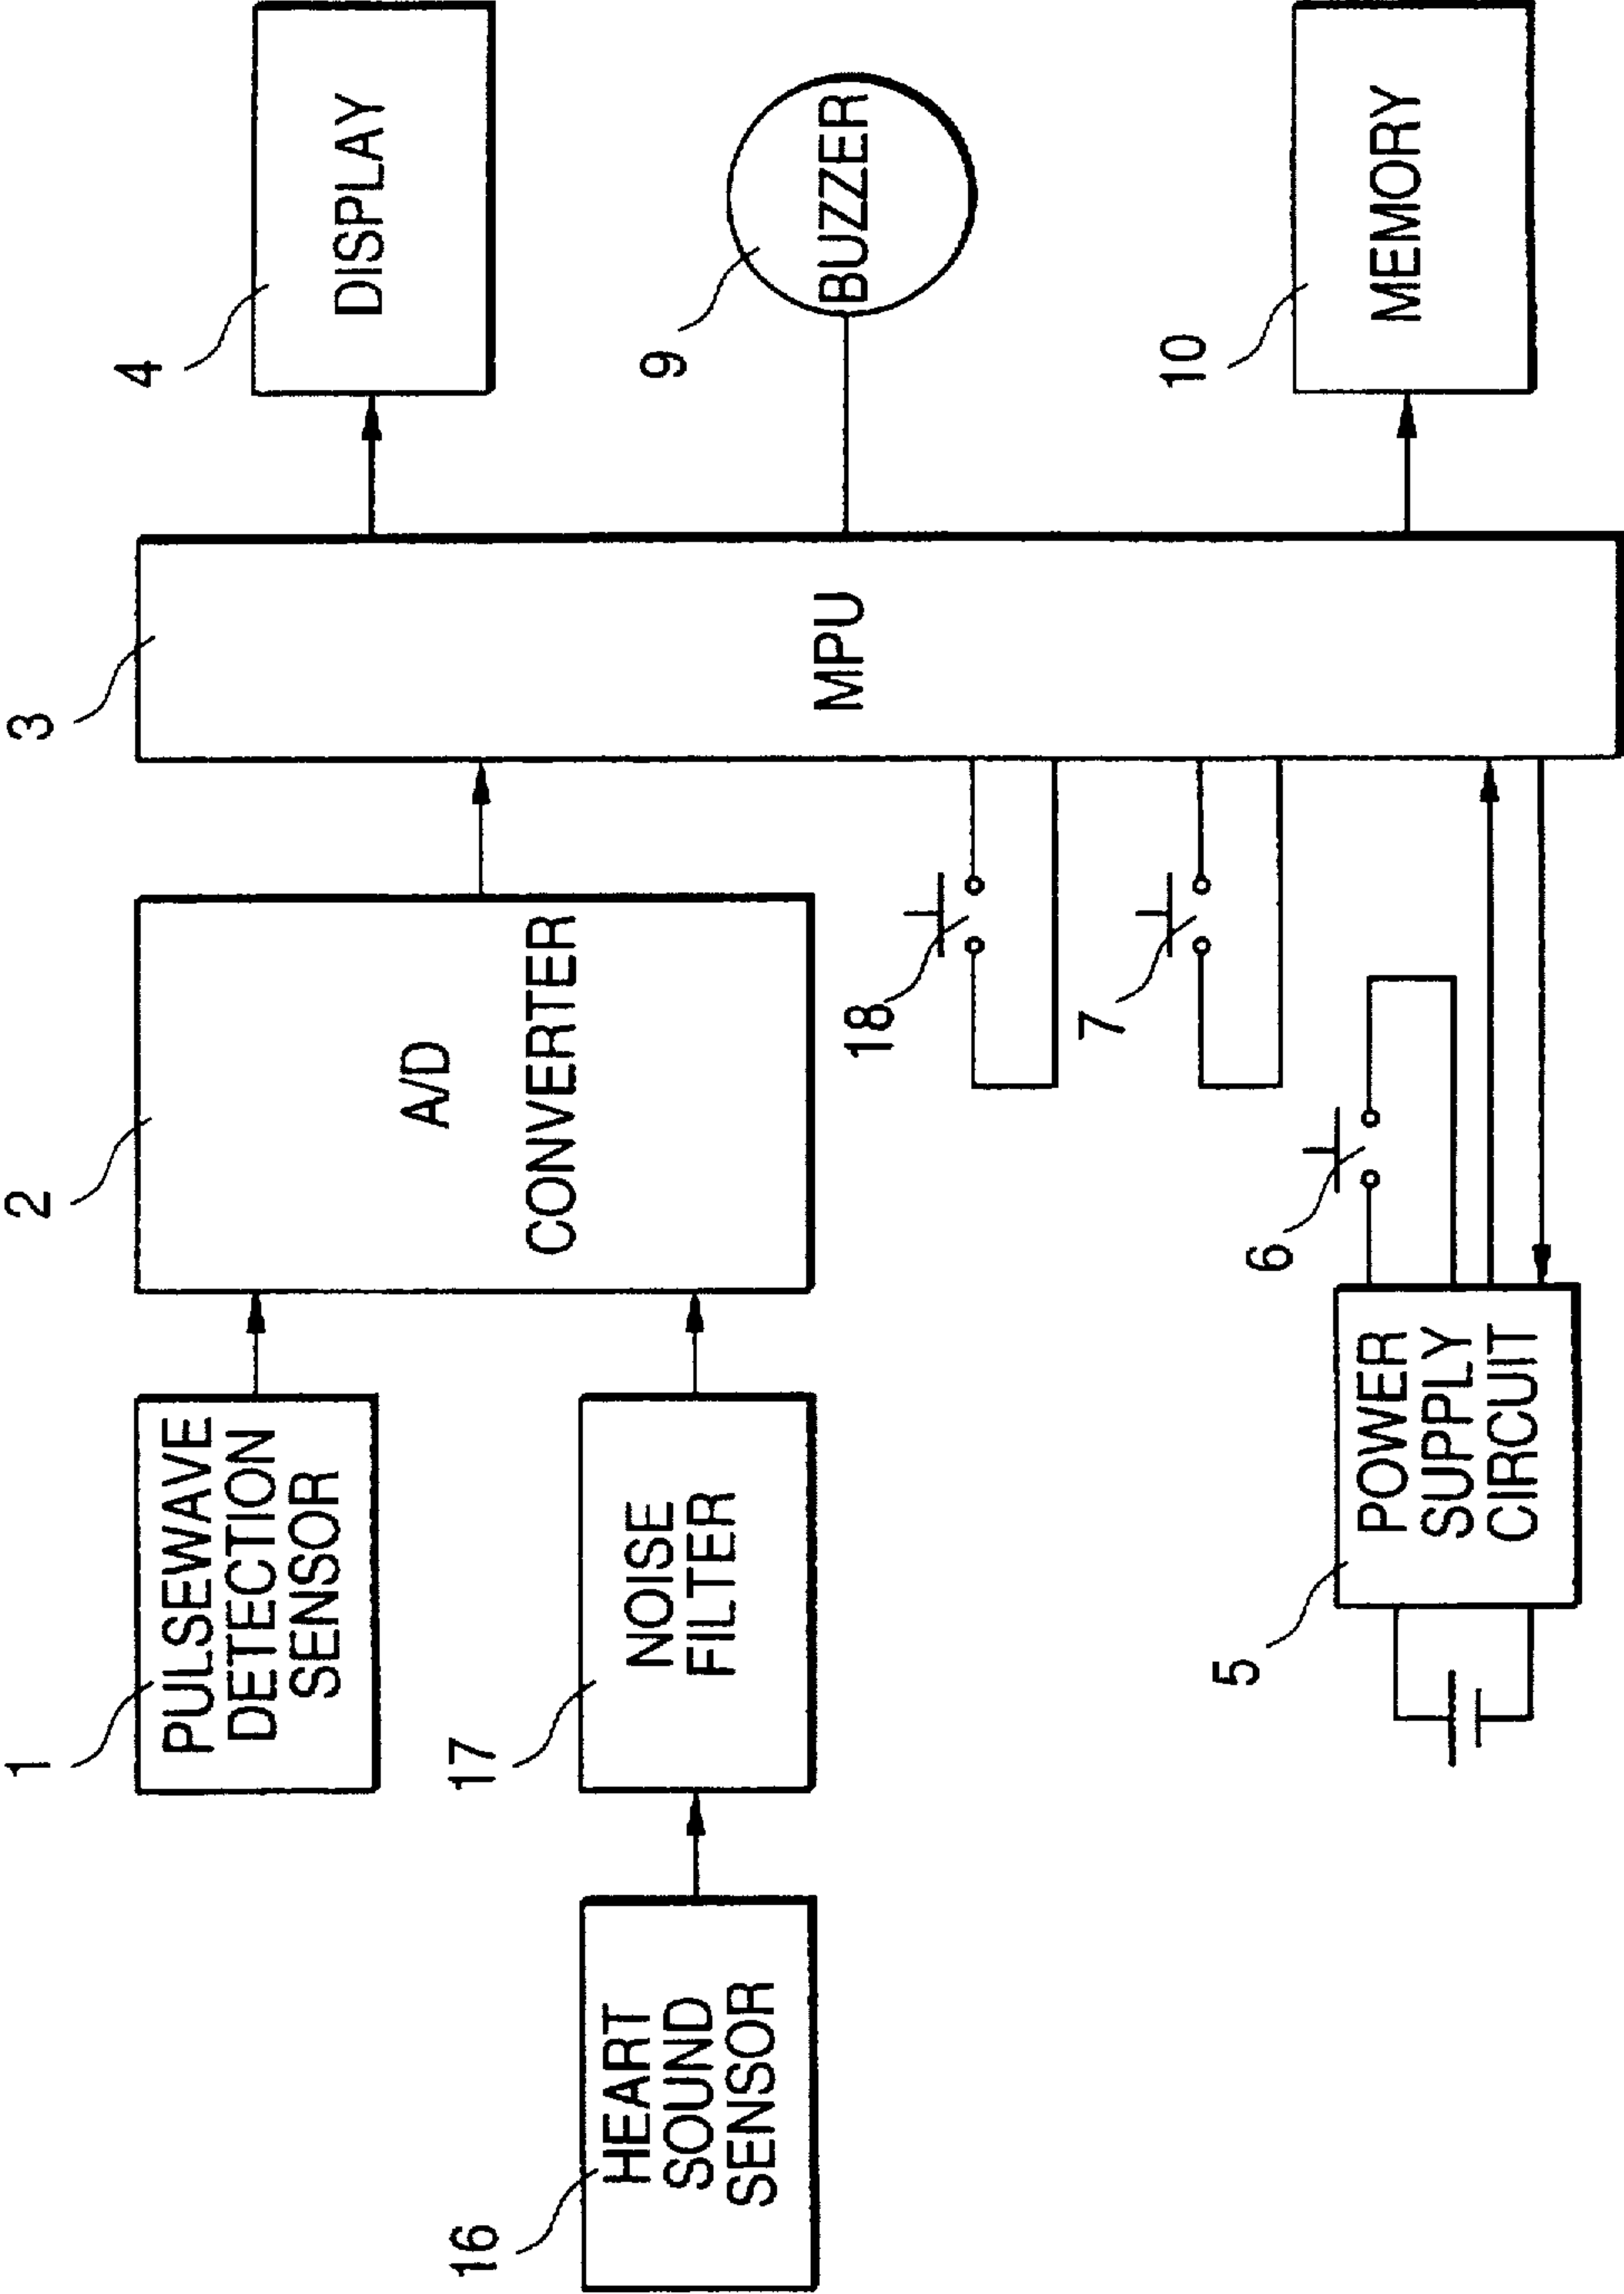 1
PULSEWAVE
DETECTION
SENSOR
2
A/D
CONVERTER
3
MPU
4
DISPLAY
16
HEART
SOUND
SENSOR
17
NOISE
FILTER
9
BUZZER
18
7
10
MEMORY
5
POWER
SUPPLY
CIRCUIT
6